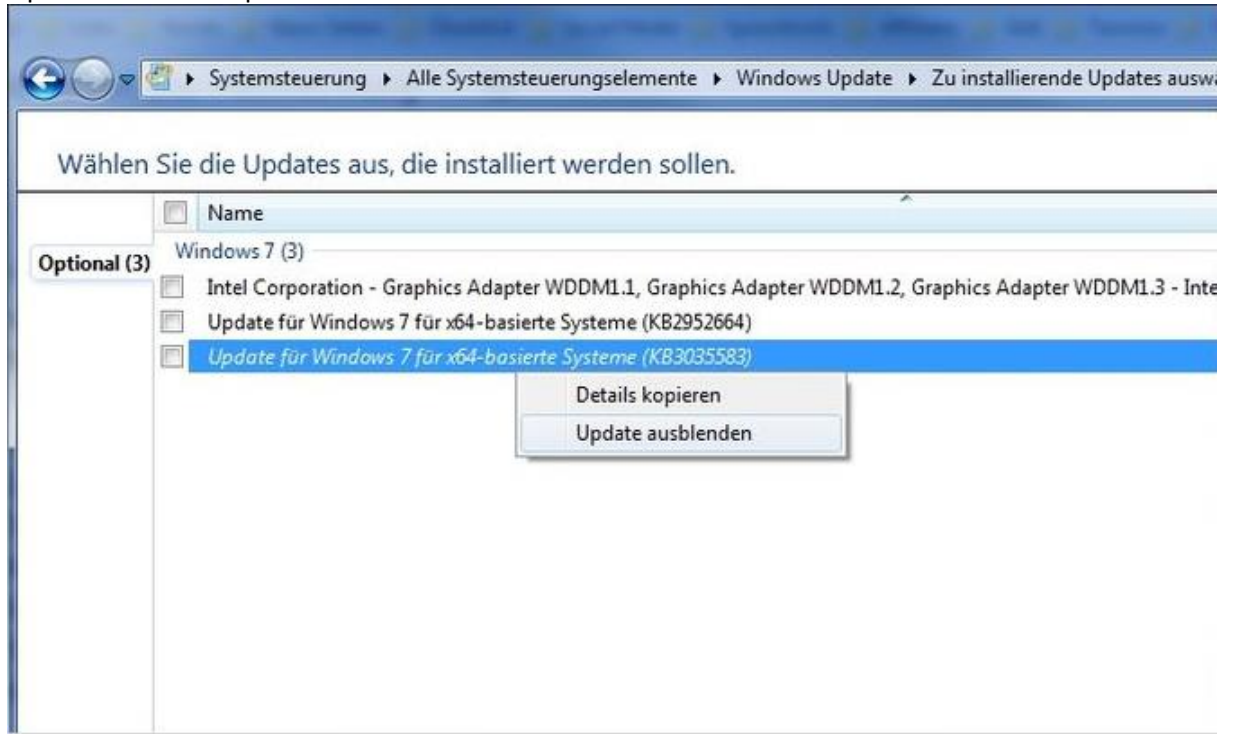 Systemsteuerung ▸ Alle Systemsteuerungselemente ▸ Windows Update ▸ Zu installierende Updates
Wählen Sie die Updates aus, die installiert werden sollen.
Name
Optional (3)
Windows 7 (3)
Intel Corporation - Graphics Adapter WDDM1.1, Graphics Adapter WDDM1.2, Graphics Adapter WDDM1.3 - Inte
Update für Windows 7 für x64-basierte Systeme (KB2952664)
Update für Windows 7 für x64-basierte Systeme (KB3035583)
Details kopieren
Update ausblenden